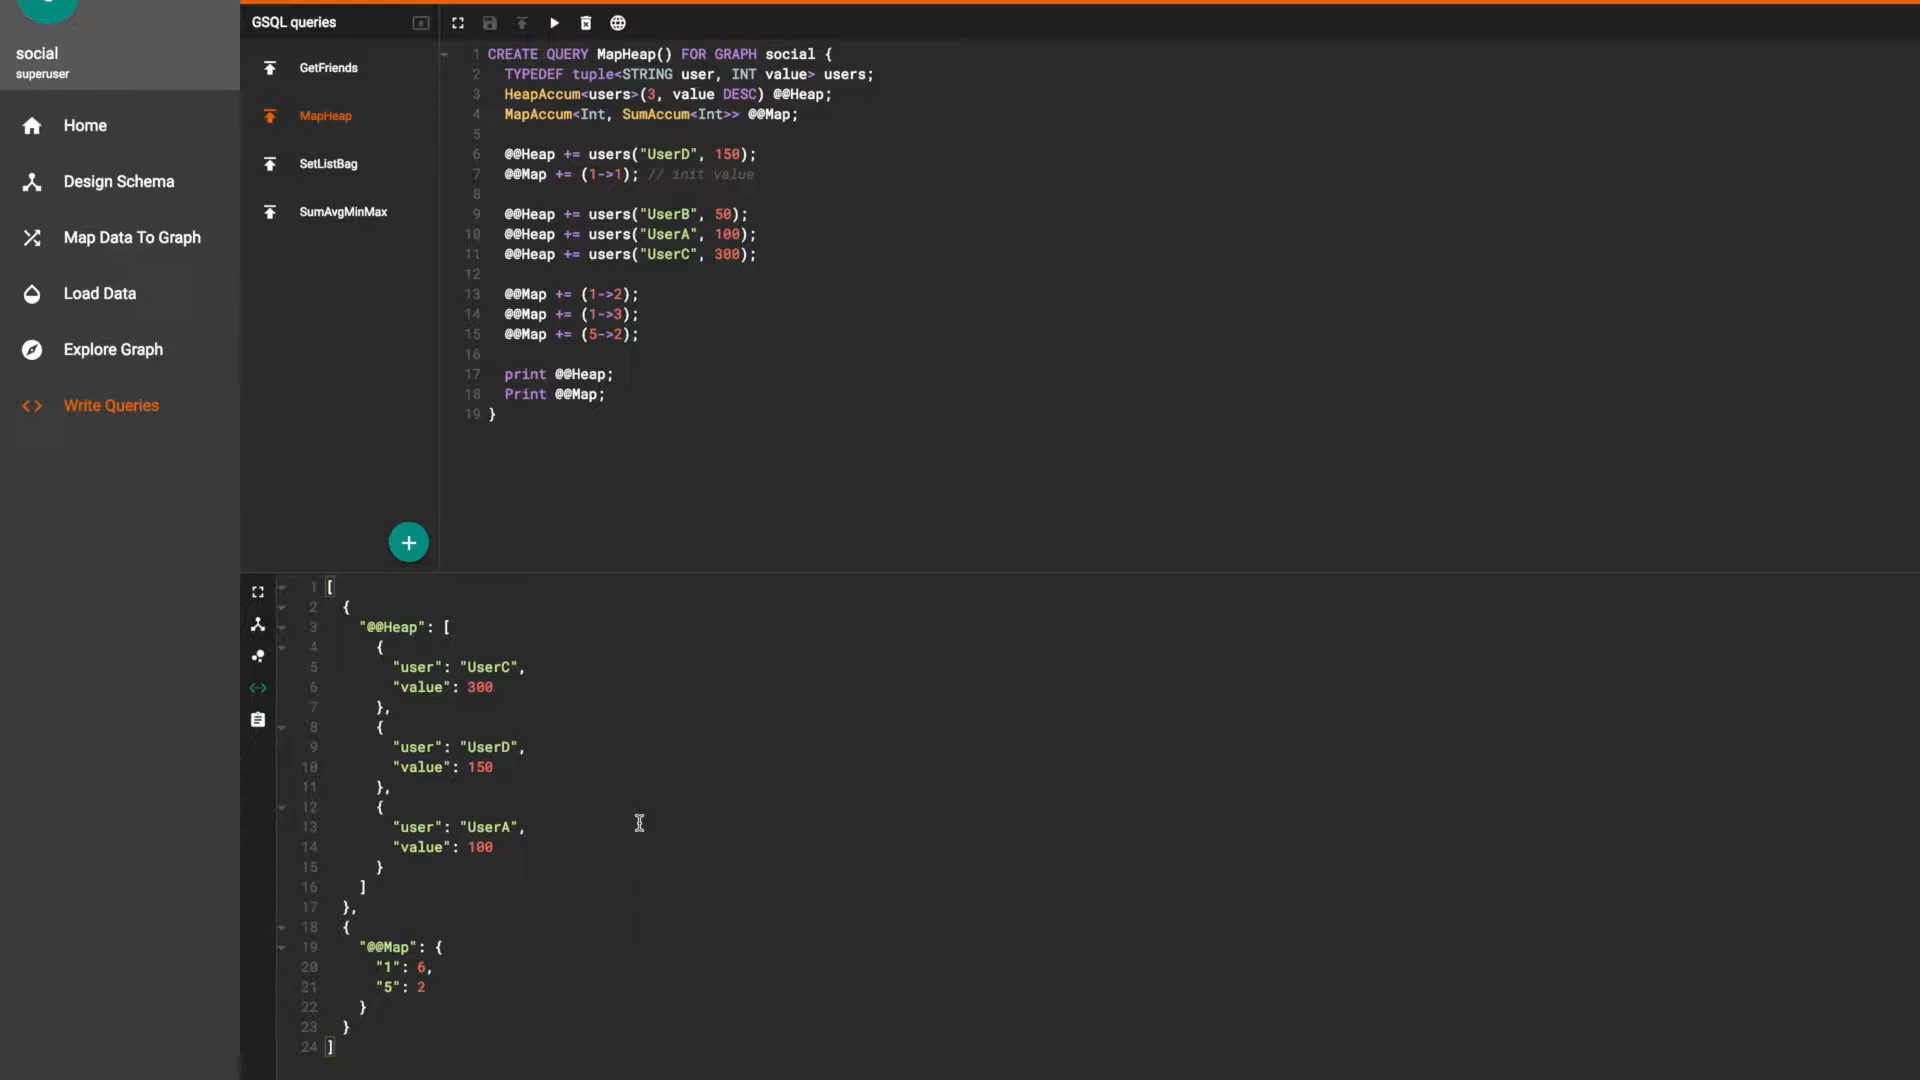 social
superuser
Home
Design Schema
Map Data To Graph
Load Data
Explore Graph
Write Queries
GSQL queries
GetFriends
MapHeap
SetListBag
SumAvgMinMax
1 CREATE QUERY MapHeap() FOR GRAPH social {
2 TYPEDEF tuple<STRING user, INT value> users;
3 HeapAccum<users>(3, value DESC) @@Heap;
4 MapAccum<Int, SumAccum<Int>> @@Map;
5
6 @@Heap += users("UserD", 150);
7 @@Map += (1->1); // init value
8
9 @@Heap += users("UserB", 50);
10 @@Heap += users("UserA", 100);
11 @@Heap += users("UserC", 300);
12
13 @@Map += (1->2);
14 @@Map += (1->3);
15 @@Map += (5->2);
16
17 print @@Heap;
18 Print @@Map;
19 }
1 [
2 {
3 "@@Heap": [
4 {
5 "user": "UserC",
6 "value": 300
7 },
8 {
9 "user": "UserD",
10 "value": 150
11 },
12 {
13 "user": "UserA",
14 "value": 100
15 }
16 ]
17 },
18 {
19 "@@Map": {
20 "1": 6,
21 "5": 2
22 }
23 }
24 ]